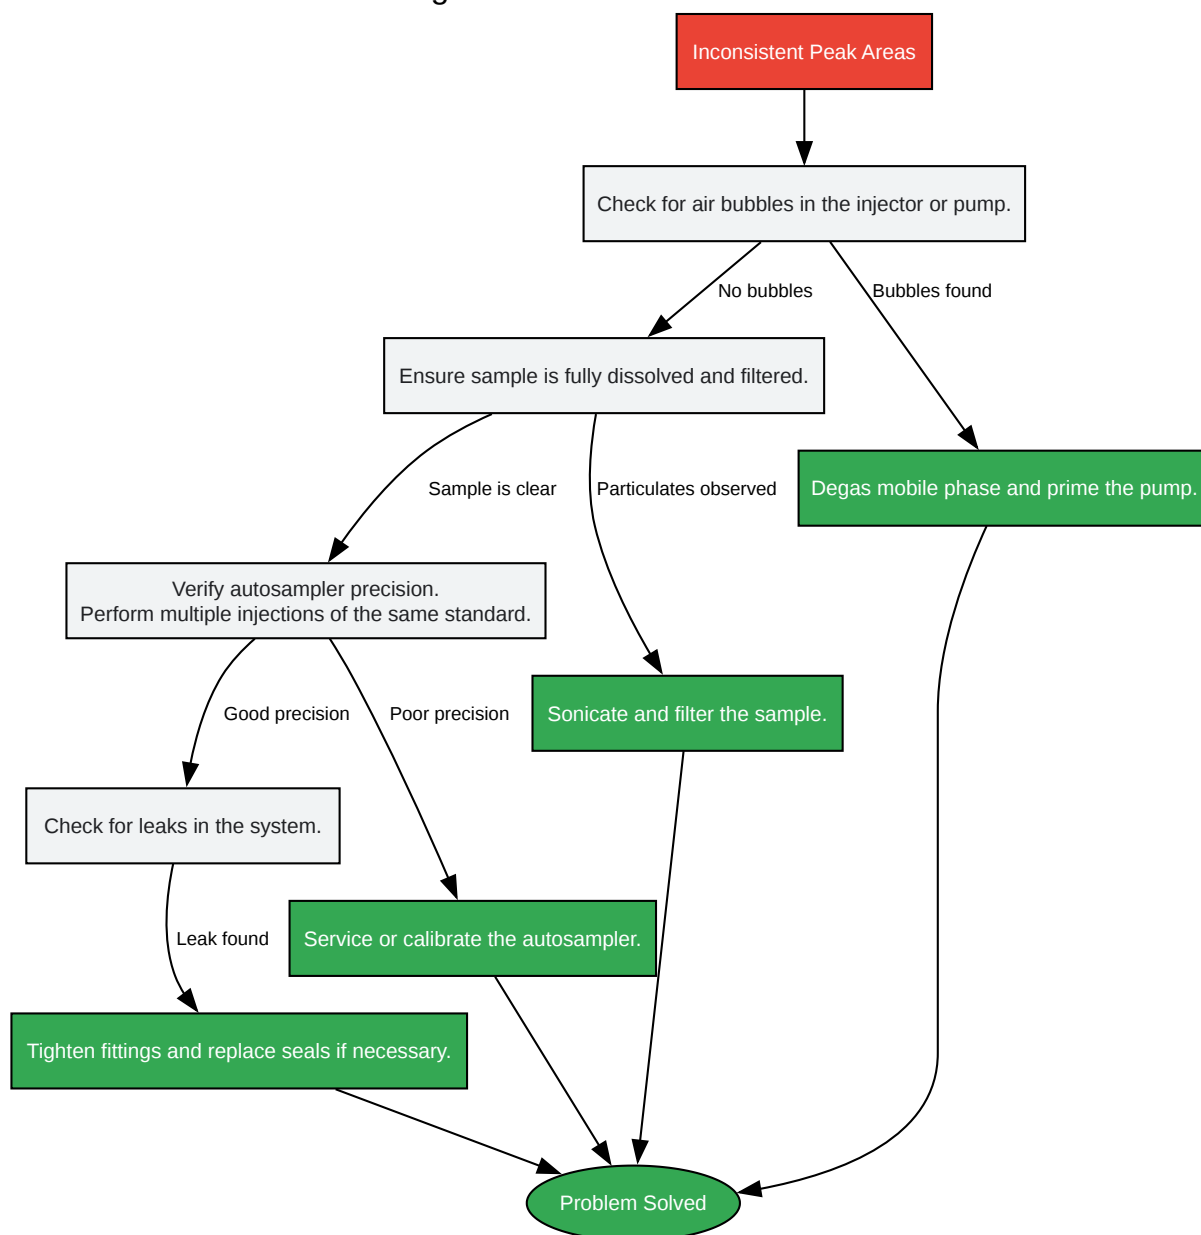 Inconsistent Peak Areas
Check for air bubbles in the injector or pump.
No bubbles
Bubbles found
Ensure sample is fully dissolved and filtered.
Sample is clear
Particulates observed
Degas mobile phase and prime the pump.
Verify autosampler precision.
Perform multiple injections of the same standard.
Good precision
Poor precision
Sonicate and filter the sample.
Check for leaks in the system.
Leak found
Service or calibrate the autosampler.
Tighten fittings and replace seals if necessary.
Problem Solved